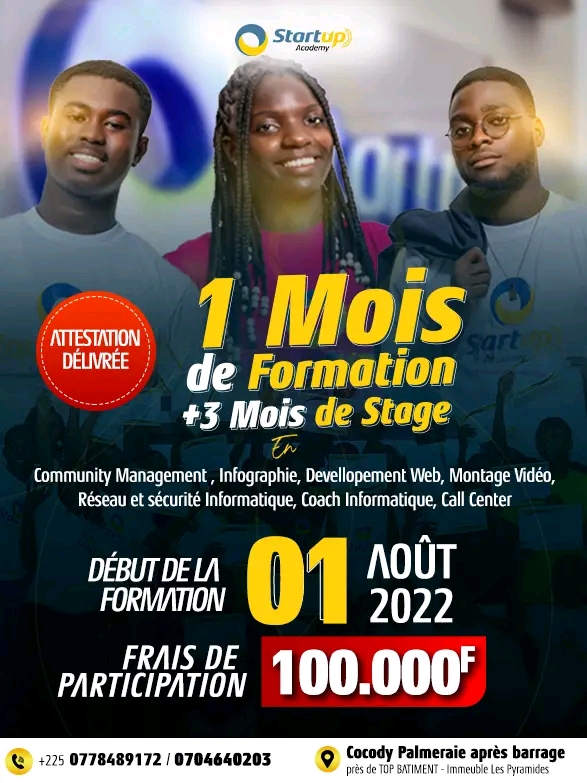 Startup
Academy
ATTESTATION
DÉLIVRÉE
1 Mois
de Formation
+3 Mois de Stage
En
Community Management , Infographie, Devellopement Web, Montage Vidéo,
Réseau et sécurité Informatique, Coach Informatique, Call Center
DÉBUT DE LA
FORMATION
01
AOÛT
2022
FRAIS DE
PARTICIPATION
100.000F
+225 0778489172 / 0704640203
Cocody Palmeraie après barrage
près de TOP BATIMENT - Immeuble Les Pyramides